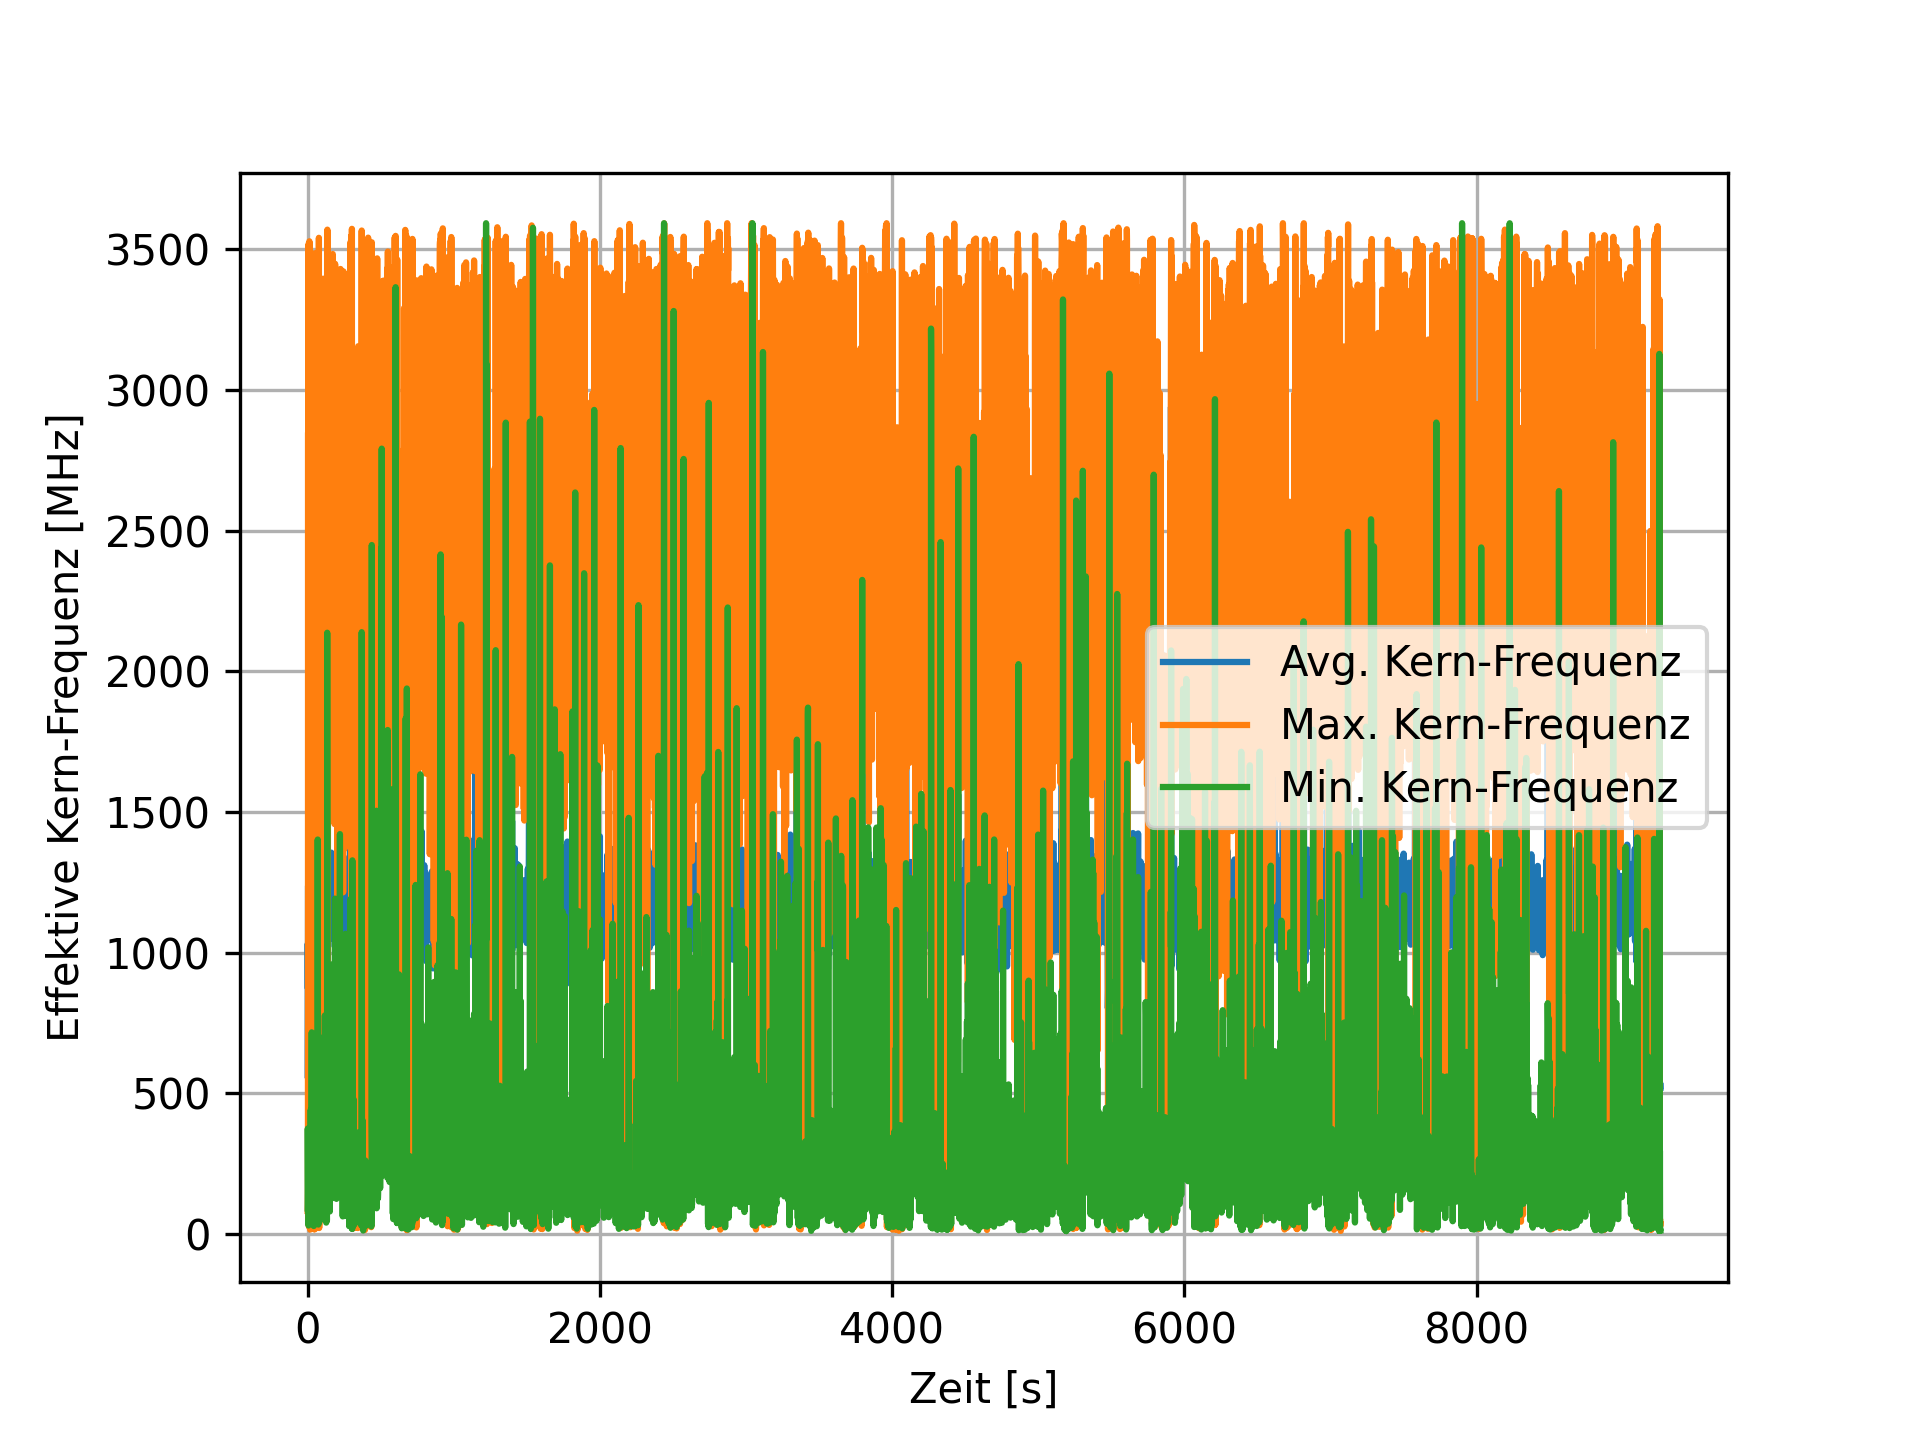 Effektive Kern-Frequenz [MHz]
3500
3000
2500
2000
1500
1000
500
0
Avg. Kern-Frequenz
Max. Kern-Frequenz
Min. Kern-Frequenz
0 2000 4000 6000 8000
Zeit [s]